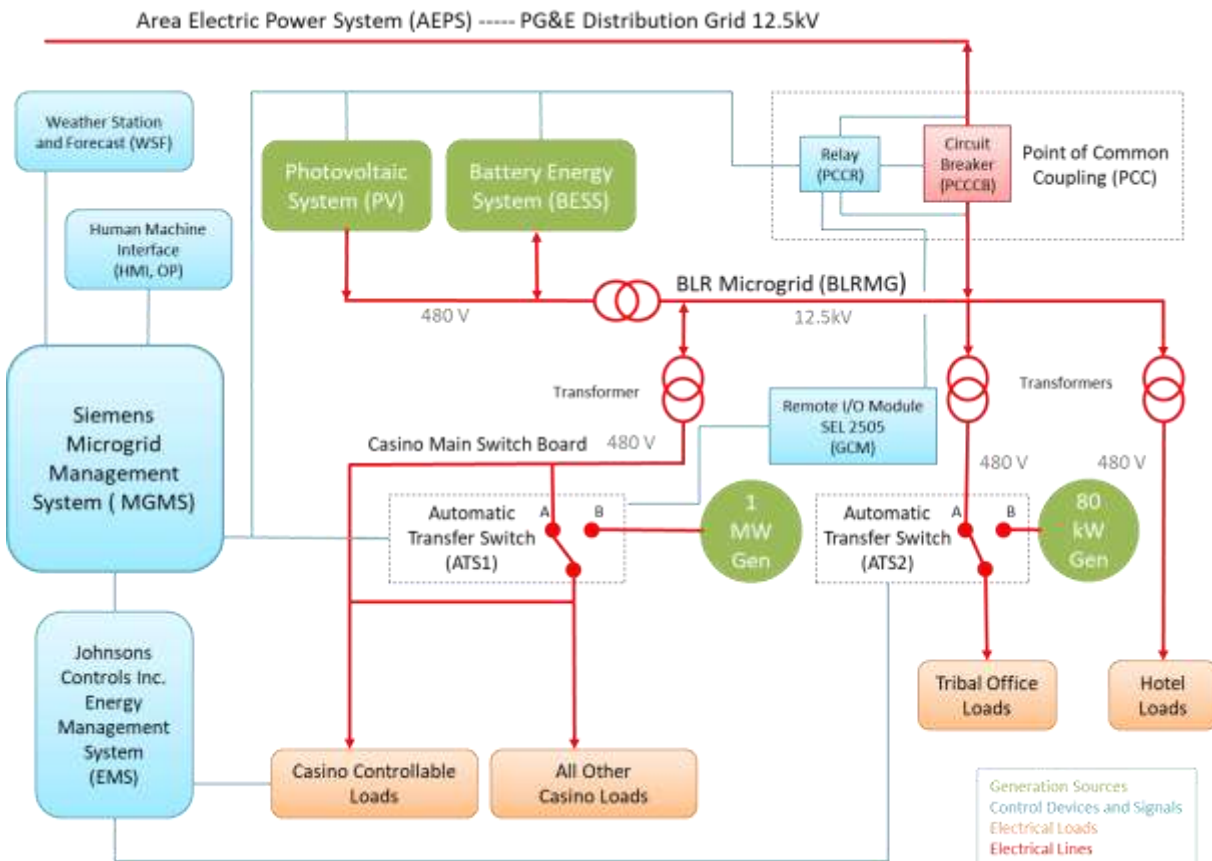 Area Electric Power System (AEPS) ----- PG&E Distribution Grid 12.5kV
Weather Station
and Forecast (WSF)
Human Machine
Interface
(HMI, OP)
Photovoltaic
System (PV)
Battery Energy
System (BESS)
Relay
(PCCR)
Circuit
Breaker
(PCCCB)
Point of Common
Coupling (PCC)
BLR Microgrid (BLRMG)
480 V
12.5kV
Siemens
Microgrid
Management
System ( MGMS)
Transformer
Transformers
Remote I/O Module
SEL 2505
(GCM)
Casino Main Switch Board
480 V
480 V
480 V
Automatic
Transfer Switch
(ATS1)
A
B
1
MW
Gen
Automatic
Transfer Switch
(ATS2)
A
B
80
kW
Gen
Johnsons
Controls Inc.
Energy
Management
System
(EMS)
Casino Controllable
Loads
All Other
Casino Loads
Tribal Office
Loads
Hotel
Loads
Generation Sources
Control Devices and Signals
Electrical Loads
Electrical Lines